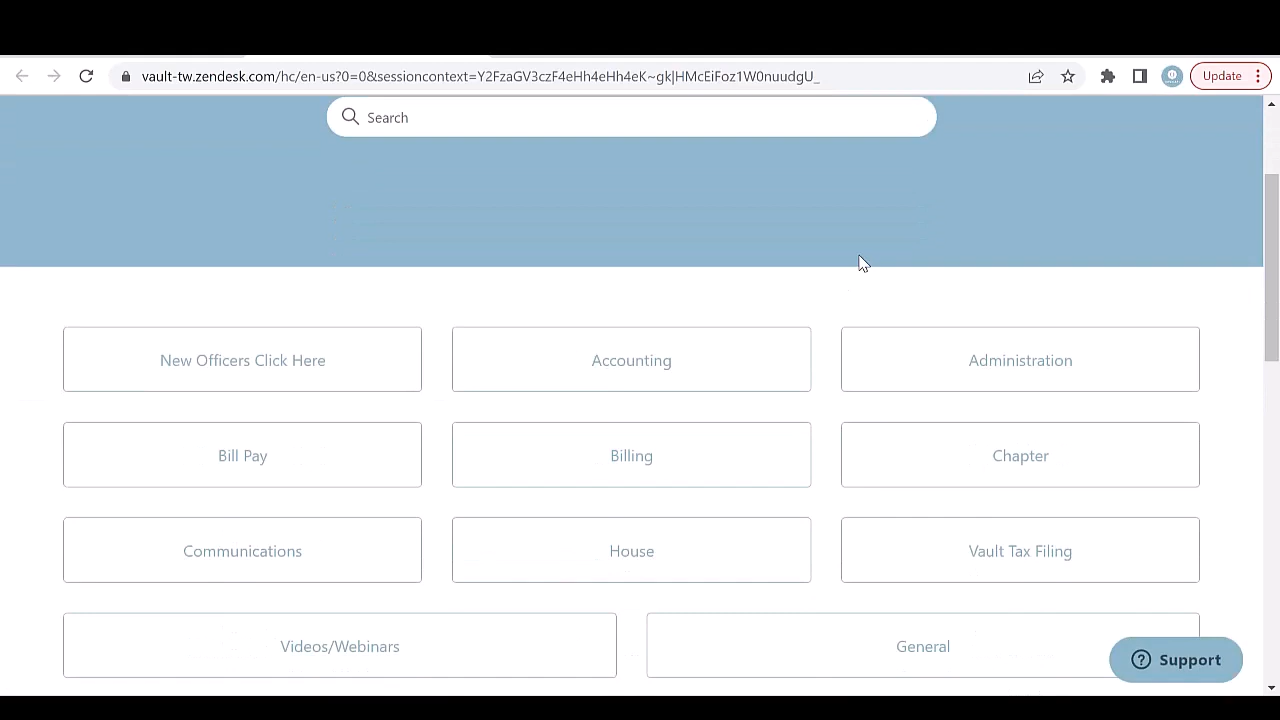 vault-tw.zendesk.com/hc/en-us?0=0&sessioncontext=Y2FzaGV3czF4eHh4eHh4eK~gk|HMcEiFoz1W0nuudgU_
Update
Search
New Officers Click Here
Accounting
Administration
Bill Pay
Billing
Chapter
Communications
House
Vault Tax Filing
Videos/Webinars
General
Support